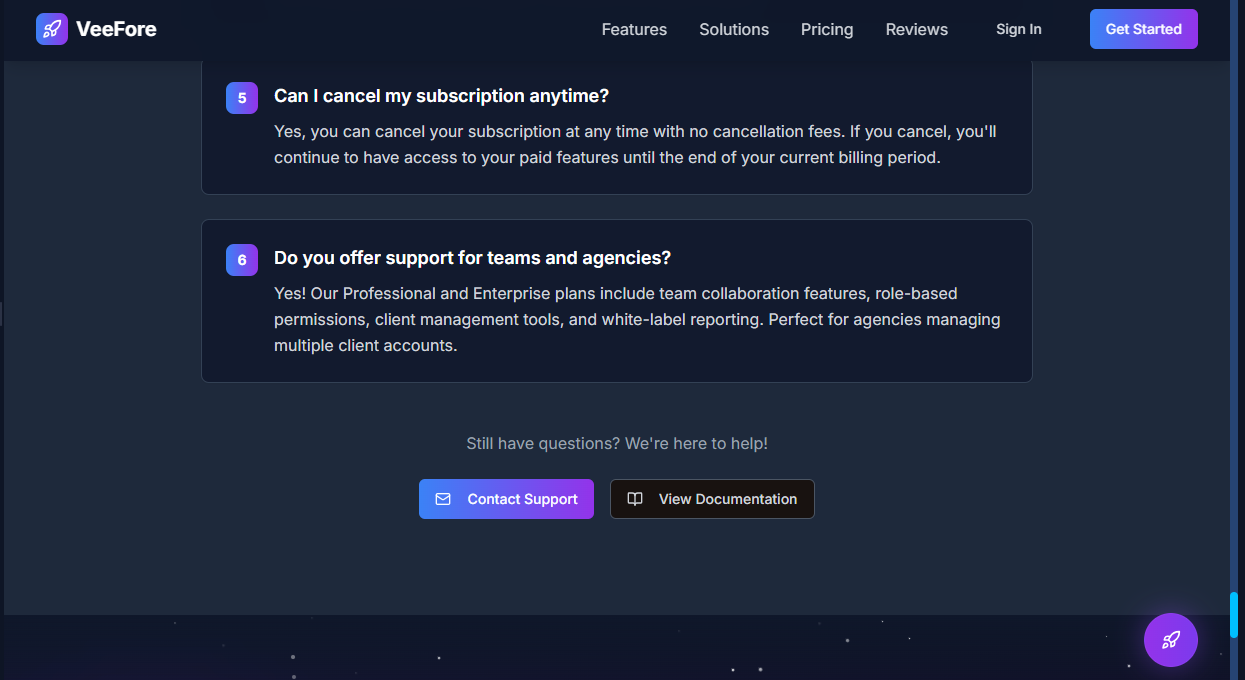 VeeFore
Features
Solutions
Pricing
Reviews
Sign In
Get Started
5
Can I cancel my subscription anytime?
Yes, you can cancel your subscription at any time with no cancellation fees. If you cancel, you'll
continue to have access to your paid features until the end of your current billing period.
6
Do you offer support for teams and agencies?
Yes! Our Professional and Enterprise plans include team collaboration features, role-based
permissions, client management tools, and white-label reporting. Perfect for agencies managing
multiple client accounts.
Still have questions? We're here to help!
Contact Support
View Documentation